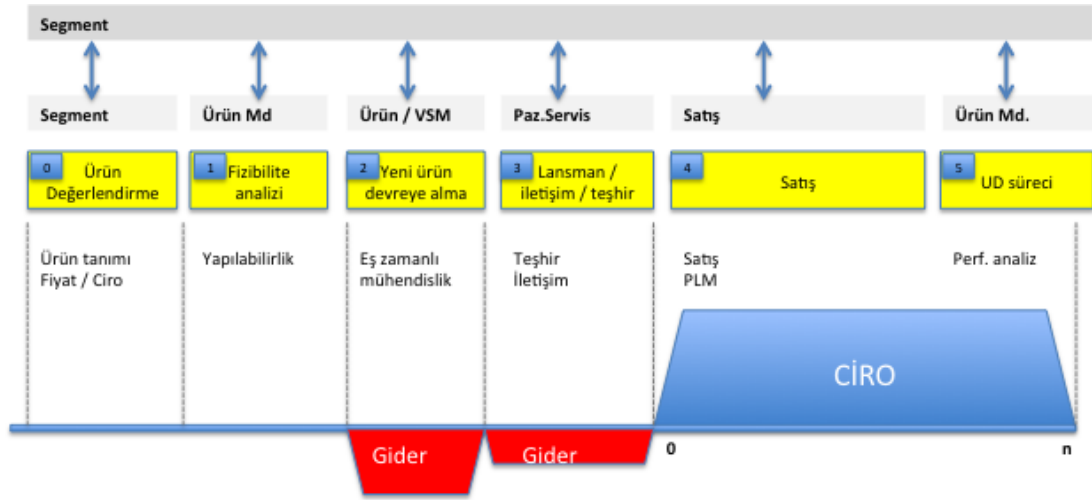 Segment
Segment
Ürün Md
Ürün / VSM
Paz.Servis
Satış
Ürün Md.
0
Ürün
Değerlendirme
1
Fizibilite
analizi
2
Yeni ürün
devreye alma
3
Lansman /
iletişim / teşhir
4
Satış
5
UD süreci
Ürün tanımı
Fiyat / Ciro
Yapılabilirlik
Eş zamanlı
mühendislik
Teşhir
İletişim
Satış
PLM
Perf. analiz
CİRO
Gider
Gider
0
n